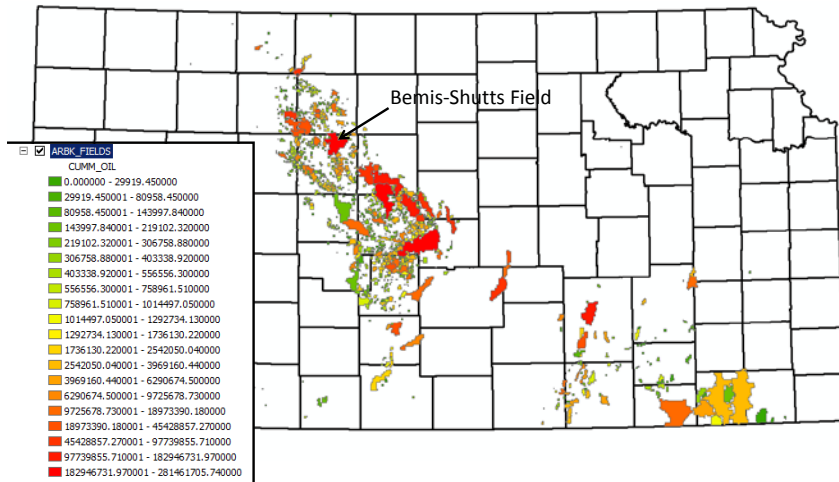 Bemis-Shutts Field
ARBK_FIELDS
CUMM_OIL
0.000000 - 29919.450000
29919.450001 - 80958.450000
80958.450001 - 143997.840000
143997.840001 - 219102.320000
219102.320001 - 306758.880000
306758.880001 - 403338.920000
403338.920001 - 556556.300000
556556.300001 - 758961.510000
758961.510001 - 1014497.050000
1014497.050001 - 1292734.130000
1292734.130001 - 1736130.220000
1736130.220001 - 2542050.040000
2542050.040001 - 3969160.440000
3969160.440001 - 6290674.500000
6290674.500001 - 9725678.730000
9725678.730001 - 18973390.180000
18973390.180001 - 45428857.270000
45428857.270001 - 97739855.710000
97739855.710001 - 182946731.970000
182946731.970001 - 281461705.740000